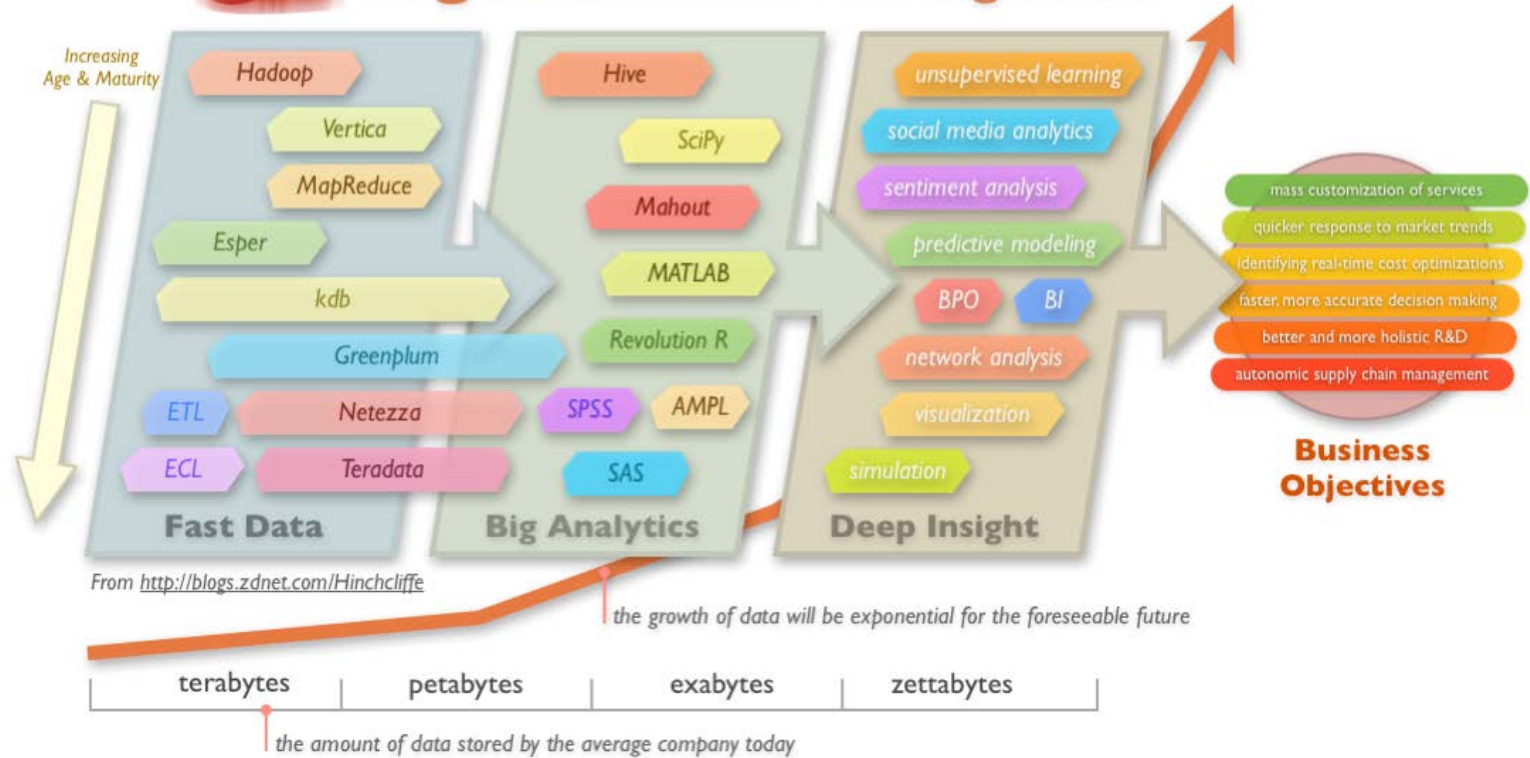 Increasing
Age & Maturity
Hadoop
Vertica
MapReduce
Esper
kdb
Greenplum
ETL
Netezza
ECL
Teradata
Fast Data
Hive
SciPy
Mahout
MATLAB
Revolution R
SPSS
AMPL
SAS
Big Analytics
unsupervised learning
social media analytics
sentiment analysis
predictive modeling
BPO
BI
network analysis
visualization
simulation
Deep Insight
mass customization of services
quicker response to market trends
identifying real-time cost optimizations
faster, more accurate decision making
better and more holistic R&D
autonomic supply chain management
Business
Objectives
From http://blogs.zdnet.com/Hinchcliffe
the growth of data will be exponential for the foreseeable future
terabytes
petabytes
exabytes
zettabytes
the amount of data stored by the average company today